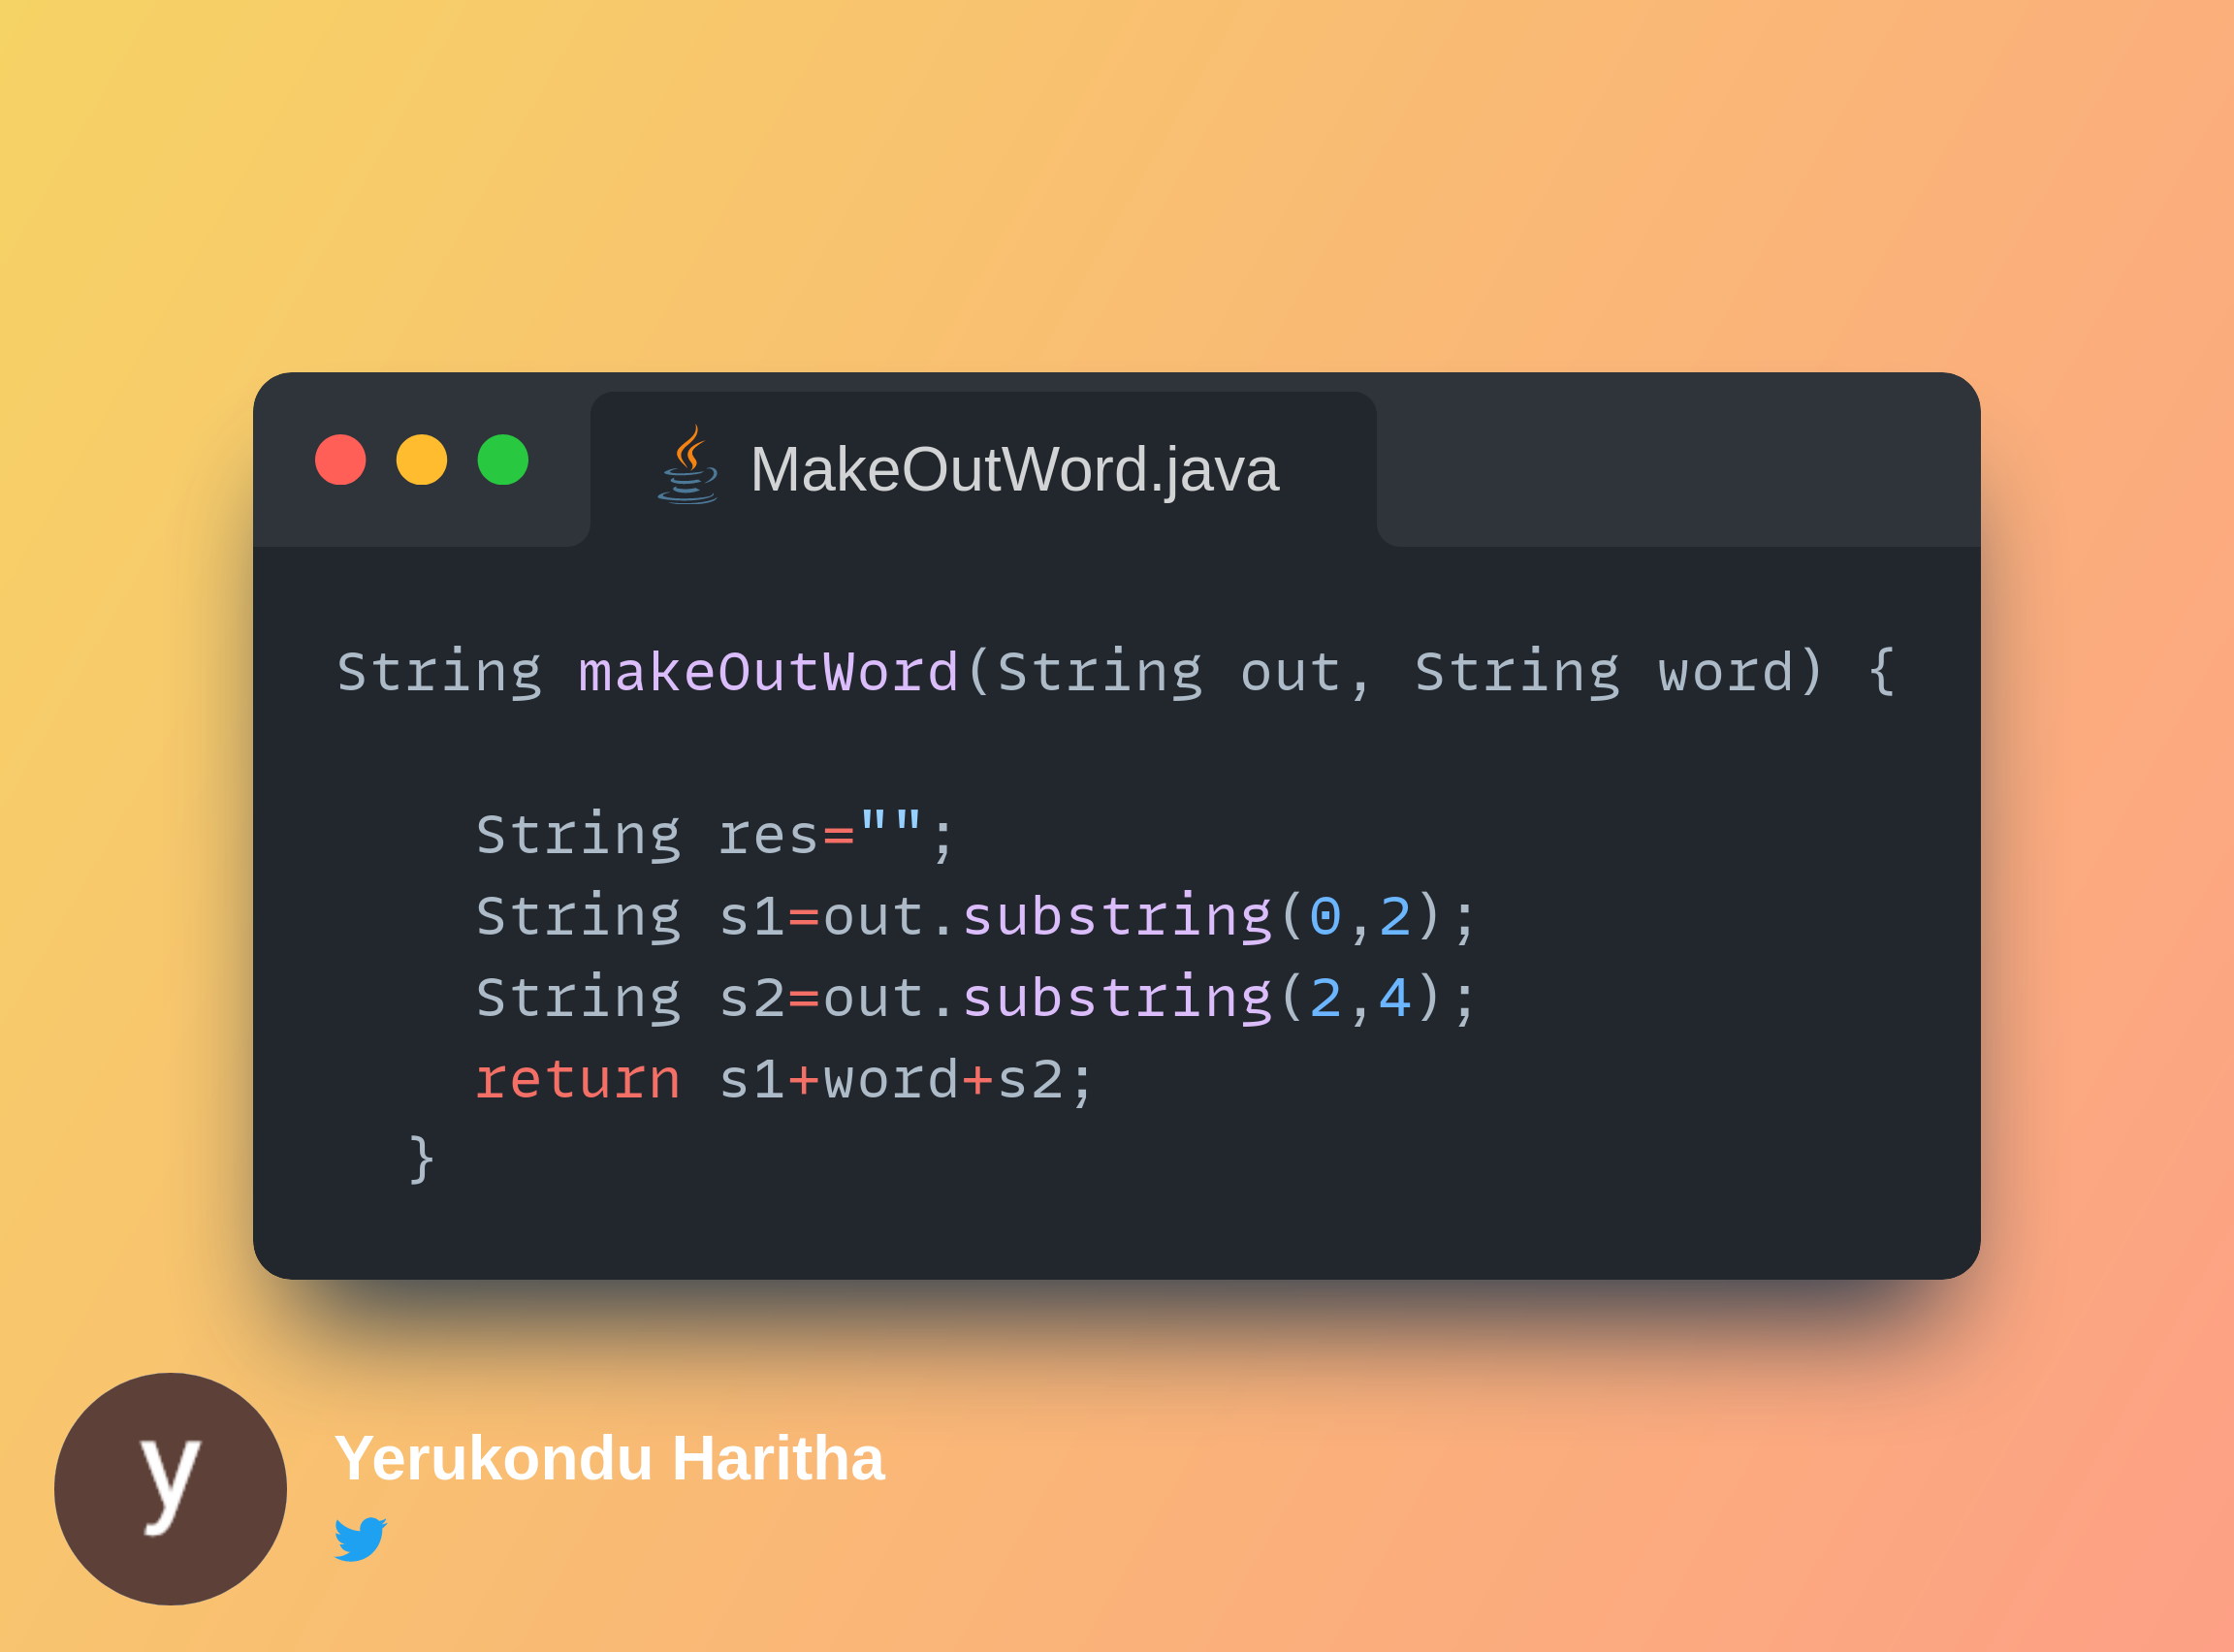 MakeOutWord.java
String makeOutWord(String out, String word) {
String res="";
String s1=out.substring(0,2);
String s2=out.substring(2,4);
return s1+word+s2;
}
y
Yerukondu Haritha